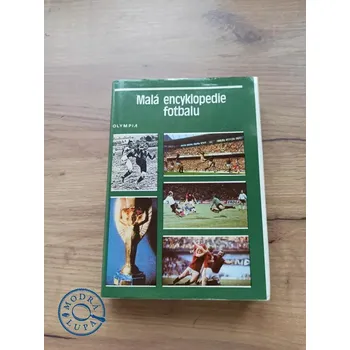 Malá encyklopedie
fotbalu
OLYMPIA
MODRÁ
LUPA